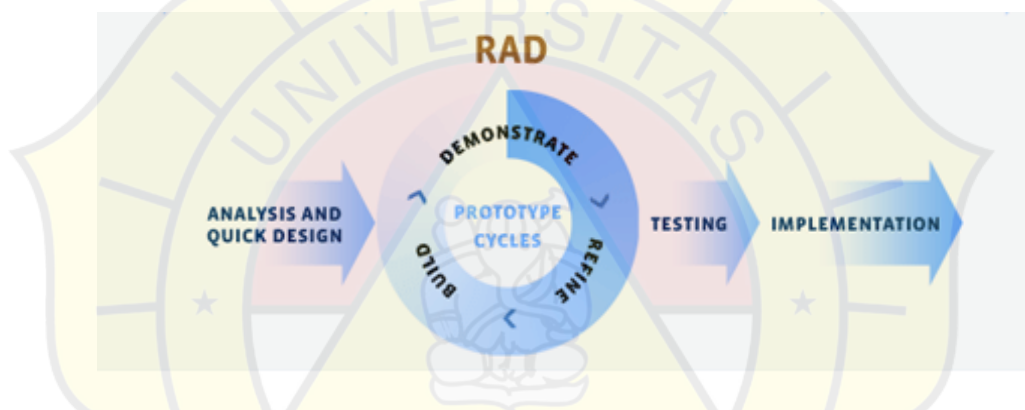 UNIVERSITAS
RAD
DEMONSTRATE
REFINE
BUILD
PROTOTYPE
CYCLES
ANALYSIS AND
QUICK DESIGN
TESTING
IMPLEMENTATION